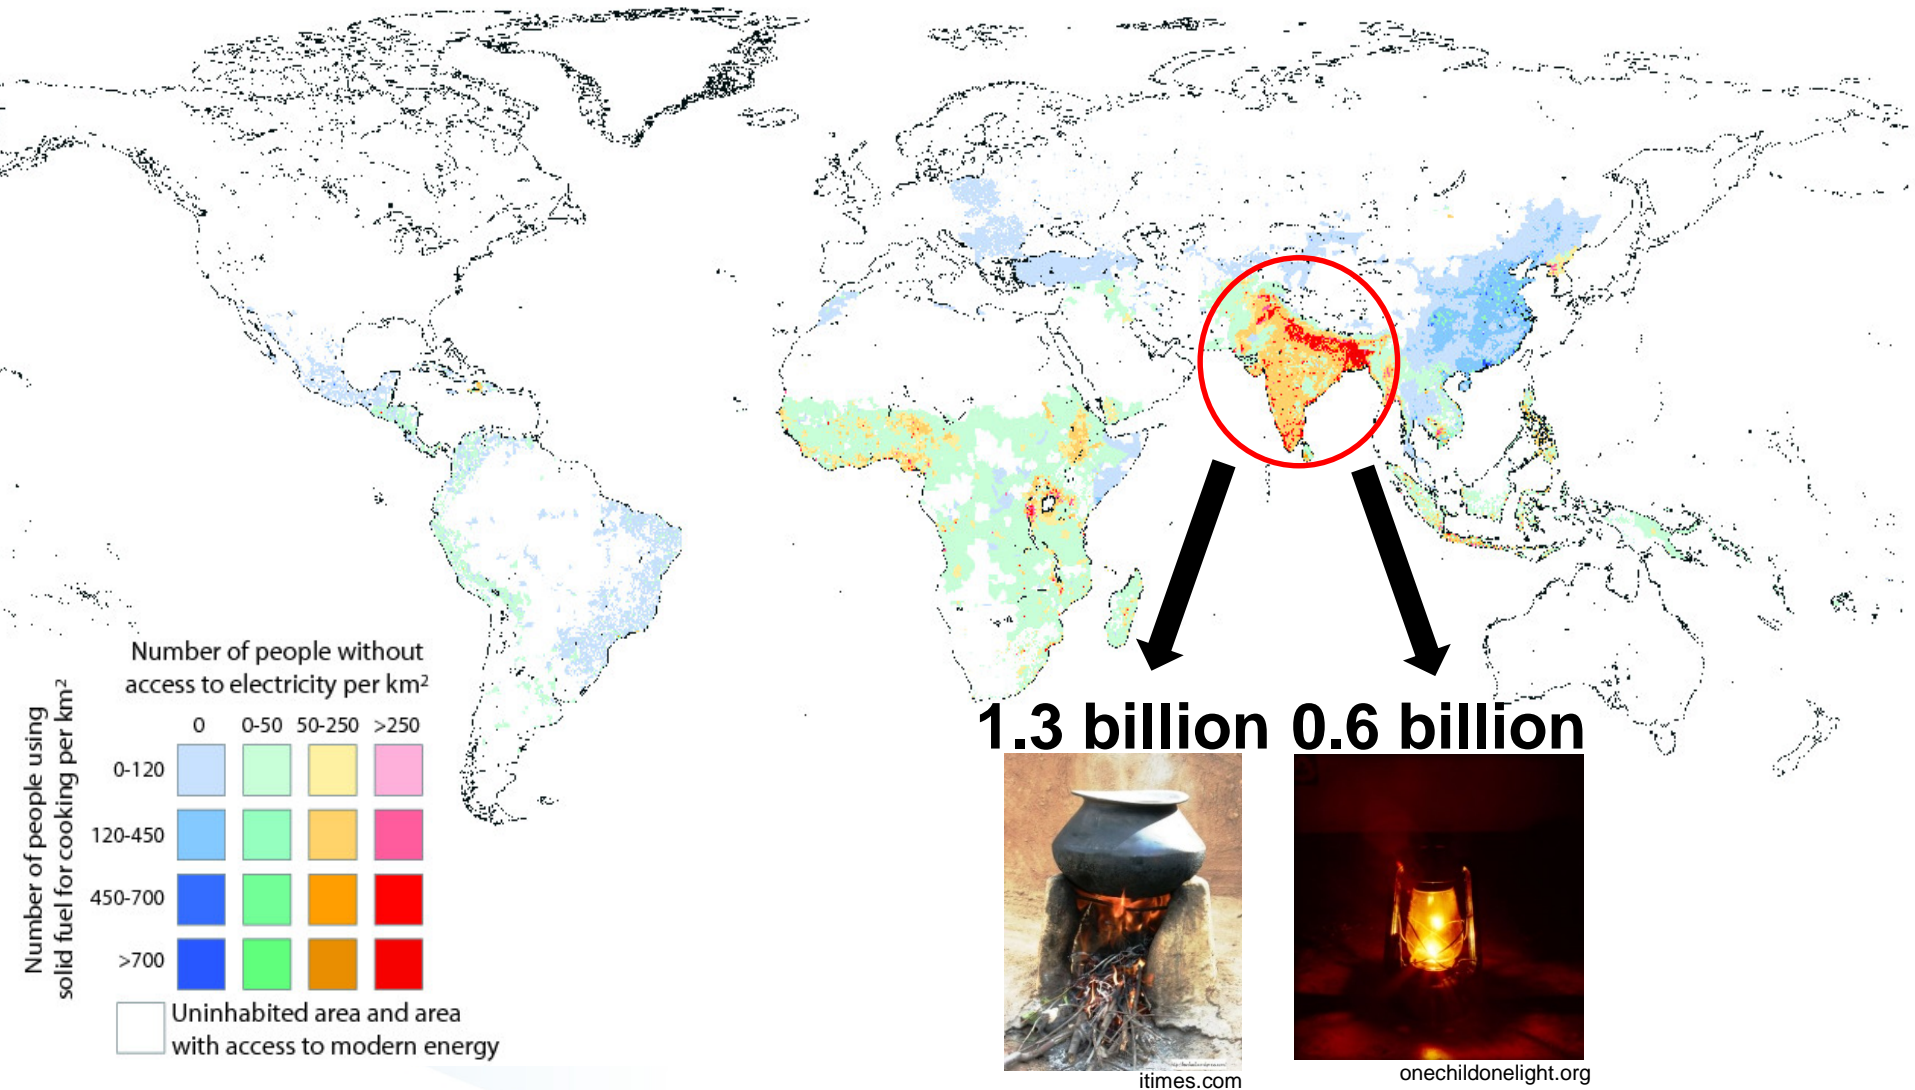 1.3 billion 0.6 billion
itimes.com
onechildonelight.org
Number of people without
access to electricity per km²
0 0-50 50-250 >250
Number of people using
solid fuel for cooking per km²
0-120
120-450
450-700
>700
Uninhabited area and area
with access to modern energy